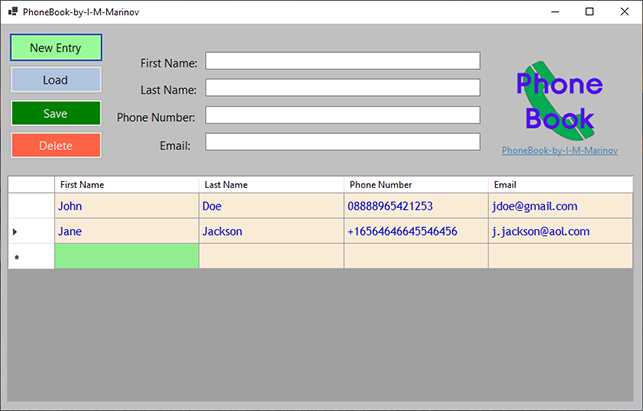 PhoneBook-by-I-M-Marinov
New Entry
Load
Save
Delete
First Name:
Last Name:
Phone Number:
Email:
Phone
Book
PhoneBook-by-I-M-Marinov
First Name Last Name Phone Number Email
John Doe 08888965421253 jdoe@gmail.com
Jane Jackson +16564646645546456 j.jackson@aol.com